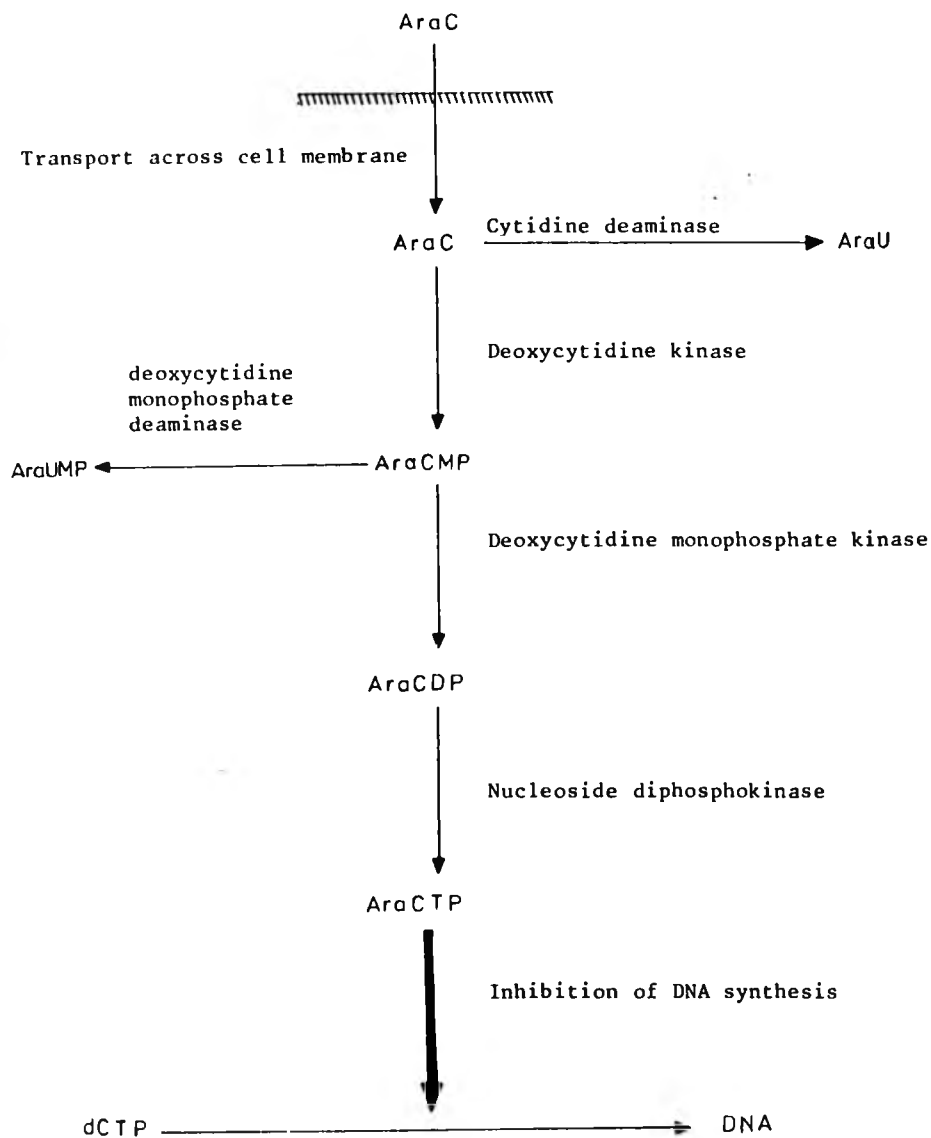 AraC
Transport across cell membrane
AraC
Cytidine deaminase
AraU
Deoxycytidine kinase
deoxycytidine
monophosphate
deaminase
AraUMP
AraCMP
Deoxycytidine monophosphate kinase
AraCDP
Nucleoside diphosphokinase
AraCTP
Inhibition of DNA synthesis
dCTP
DNA